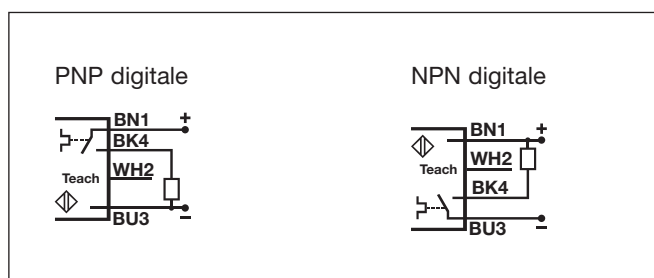 PNP digitale
BN1 +
BK4
WH2
Teach
BU3 –
NPN digitale
BN1 +
WH2
Teach
BK4
BU3 –